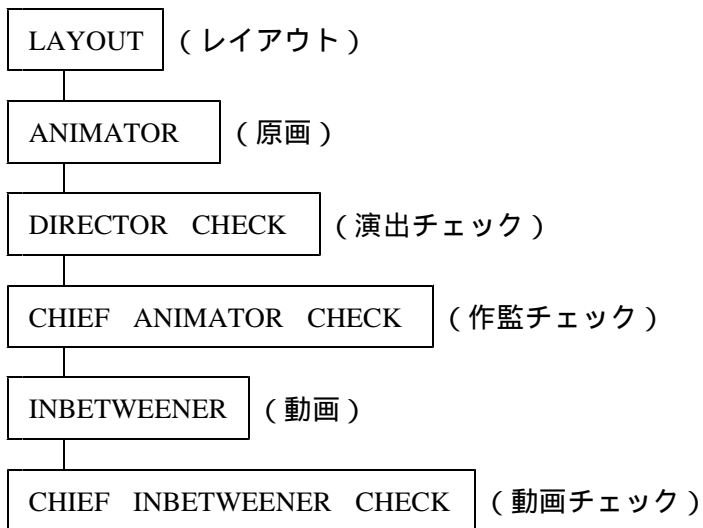 LAYOUT (レイアウト)
ANIMATOR (原画)
DIRECTOR CHECK (演出チェック)
CHIEF ANIMATOR CHECK (作監チェック)
INBETWEENER (動画)
CHIEF INBETWEENER CHECK (動画チェック)